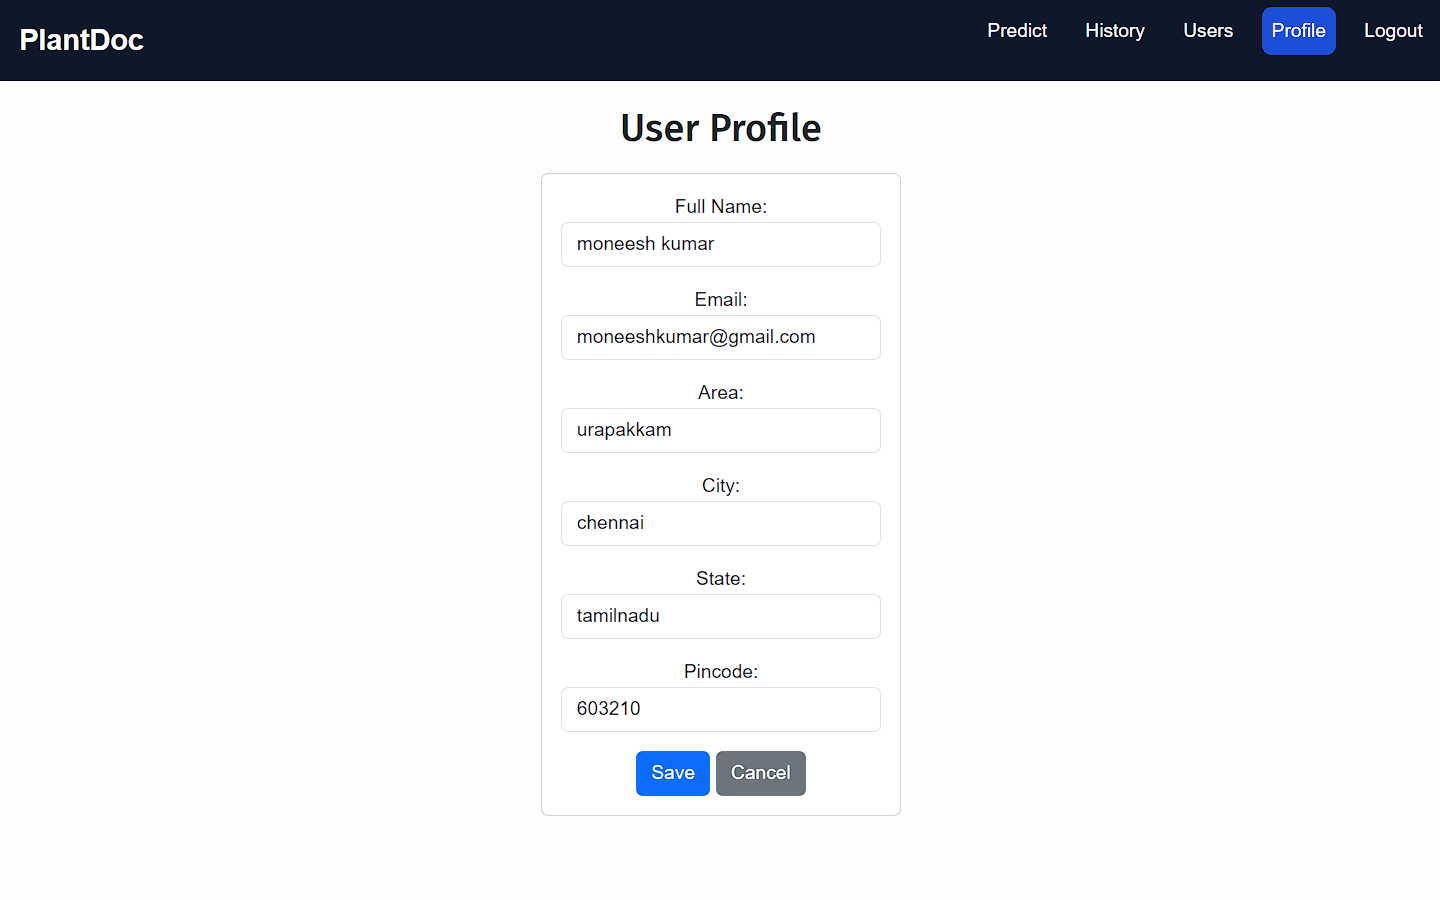 PlantDoc
Predict History Users Profile Logout
User Profile
Full Name:
moneesh kumar
Email:
moneeshkumar@gmail.com
Area:
urapakkam
City:
chennai
State:
tamilnadu
Pincode:
603210
Save Cancel